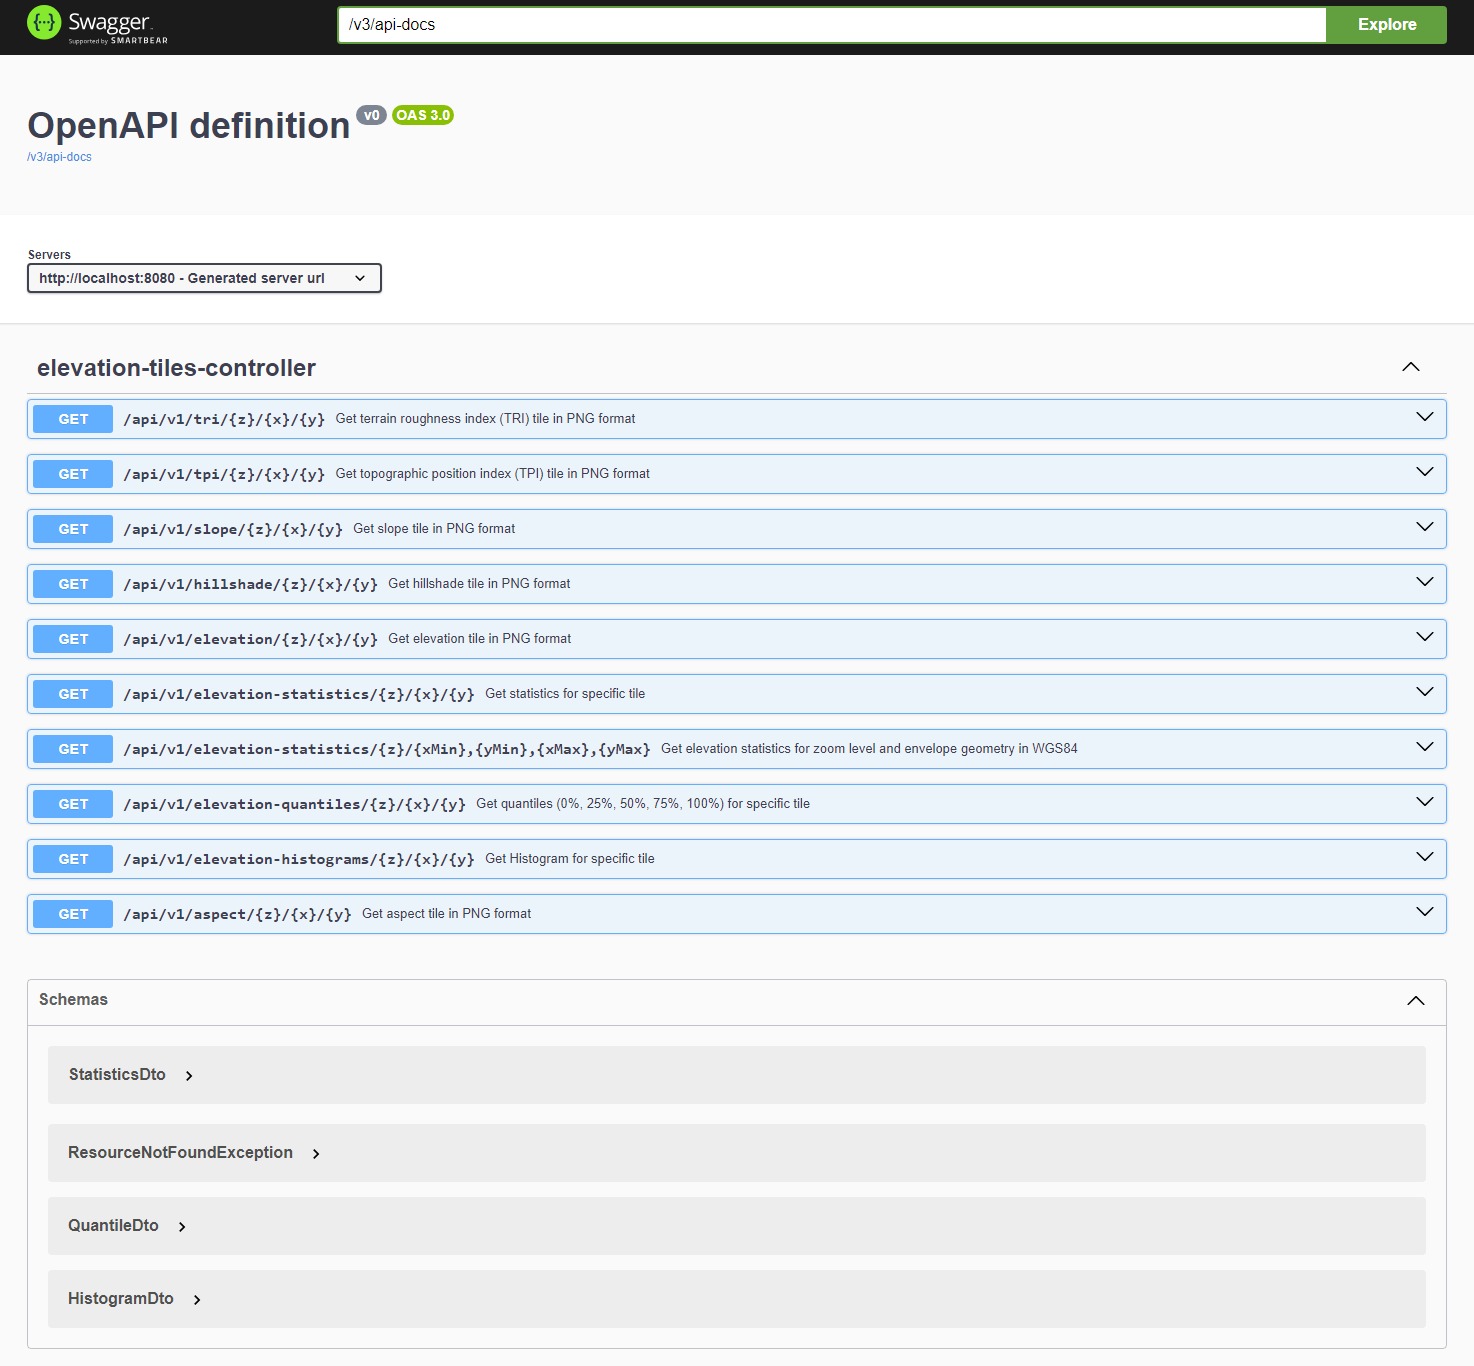 Swagger
Supported by SMARTBEAR
/v3/api-docs
Explore
OpenAPI definition v0 OAS 3.0
/v3/api-docs
Servers
http://localhost:8080 - Generated server url
elevation-tiles-controller
GET /api/v1/tri/{z}/{x}/{y} Get terrain roughness index (TRI) tile in PNG format
GET /api/v1/tpi/{z}/{x}/{y} Get topographic position index (TPI) tile in PNG format
GET /api/v1/slope/{z}/{x}/{y} Get slope tile in PNG format
GET /api/v1/hillshade/{z}/{x}/{y} Get hillshade tile in PNG format
GET /api/v1/elevation/{z}/{x}/{y} Get elevation tile in PNG format
GET /api/v1/elevation-statistics/{z}/{x}/{y} Get statistics for specific tile
GET /api/v1/elevation-statistics/{z}/{xMin},{yMin},{xMax},{yMax} Get elevation statistics for zoom level and envelope geometry in WGS84
GET /api/v1/elevation-quantiles/{z}/{x}/{y} Get quantiles (0%, 25%, 50%, 75%, 100%) for specific tile
GET /api/v1/elevation-histograms/{z}/{x}/{y} Get Histogram for specific tile
GET /api/v1/aspect/{z}/{x}/{y} Get aspect tile in PNG format
Schemas
StatisticsDto
ResourceNotFoundException
QuantileDto
HistogramDto